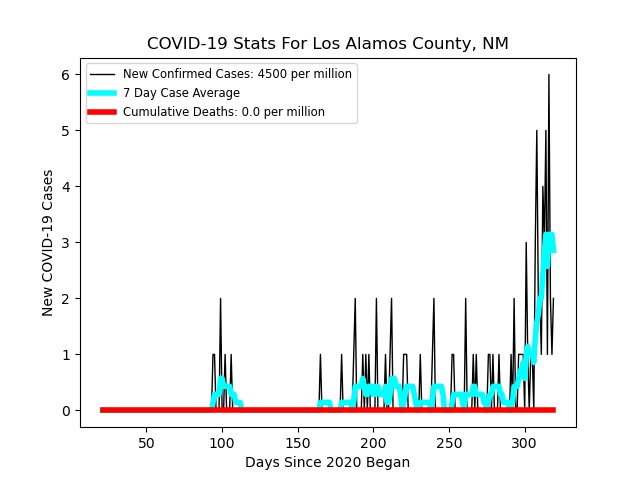 COVID-19 Stats For Los Alamos County, NM
New Confirmed Cases: 4500 per million
7 Day Case Average
Cumulative Deaths: 0.0 per million
New COVID-19 Cases
6
5
4
3
2
1
0
50 100 150 200 250 300
Days Since 2020 Began